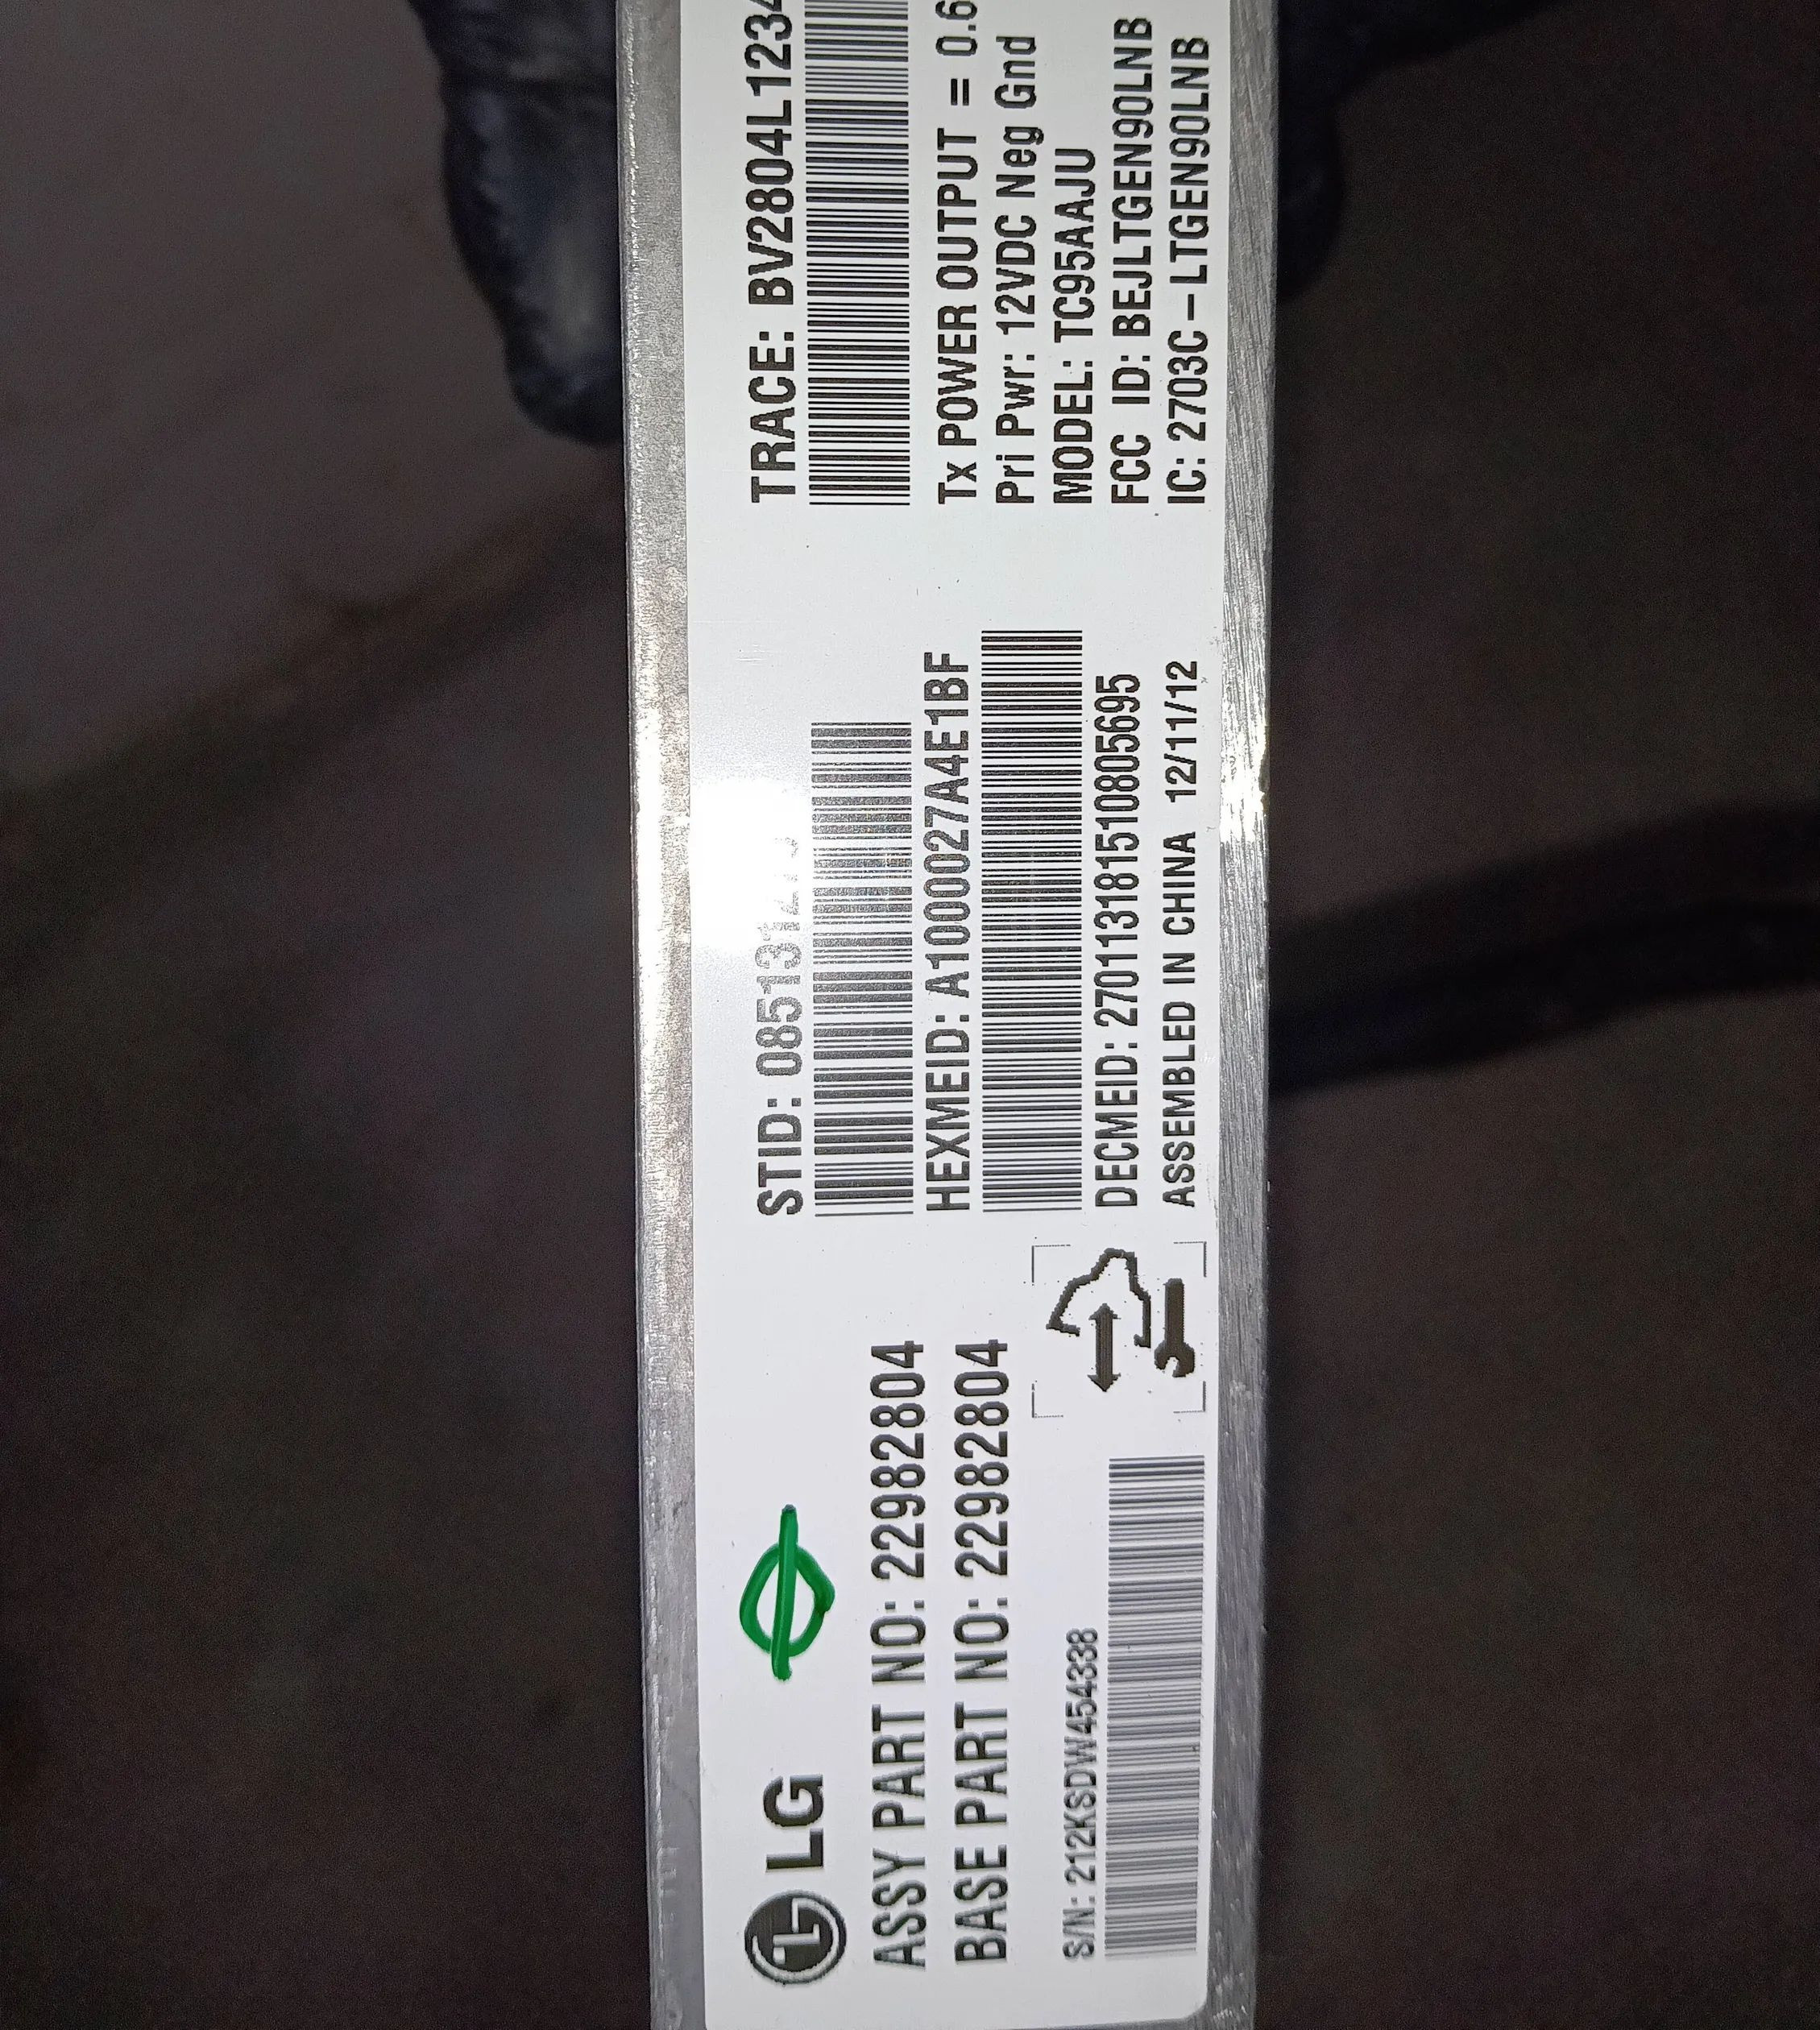 LG
ASSY PART NO: 22982804
BASE PART NO: 22982804
S/N: 212KSDW454338
STID:
HEXMEID: A1000027A4E1BF
DECMEID: 270113181510805695
ASSEMBLED IN CHINA 12/11/12
TRACE: BV2804L1234
Tx POWER OUTPUT = 0.6
Pri Pwr: 12VDC Neg Gnd
MODEL: TC95AAJU
FCC ID: BEJLTGEN90LNB
IC: 2703C-LTGEN90LNB